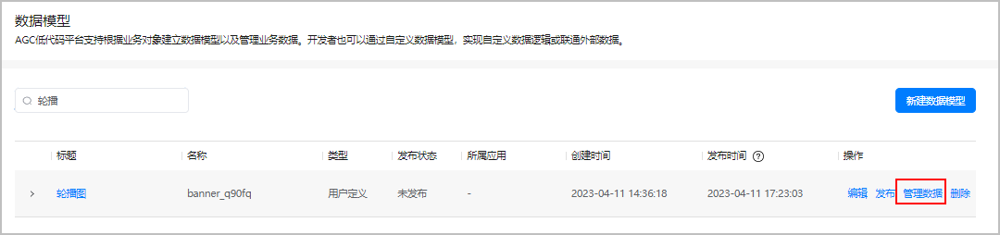 数据模型
AGC低代码平台支持根据业务对象建立数据模型以及管理业务数据。开发者也可以通过自定义数据模型，实现自定义数据逻辑或联通外部数据。
轮播 新建数据模型
标题 名称 类型 发布状态 所属应用 创建时间 发布时间 ? 操作
轮播图 banner_q90fq 用户定义 未发布 - 2023-04-11 14:36:18 2023-04-11 17:23:03 编辑 发布 管理数据 删除